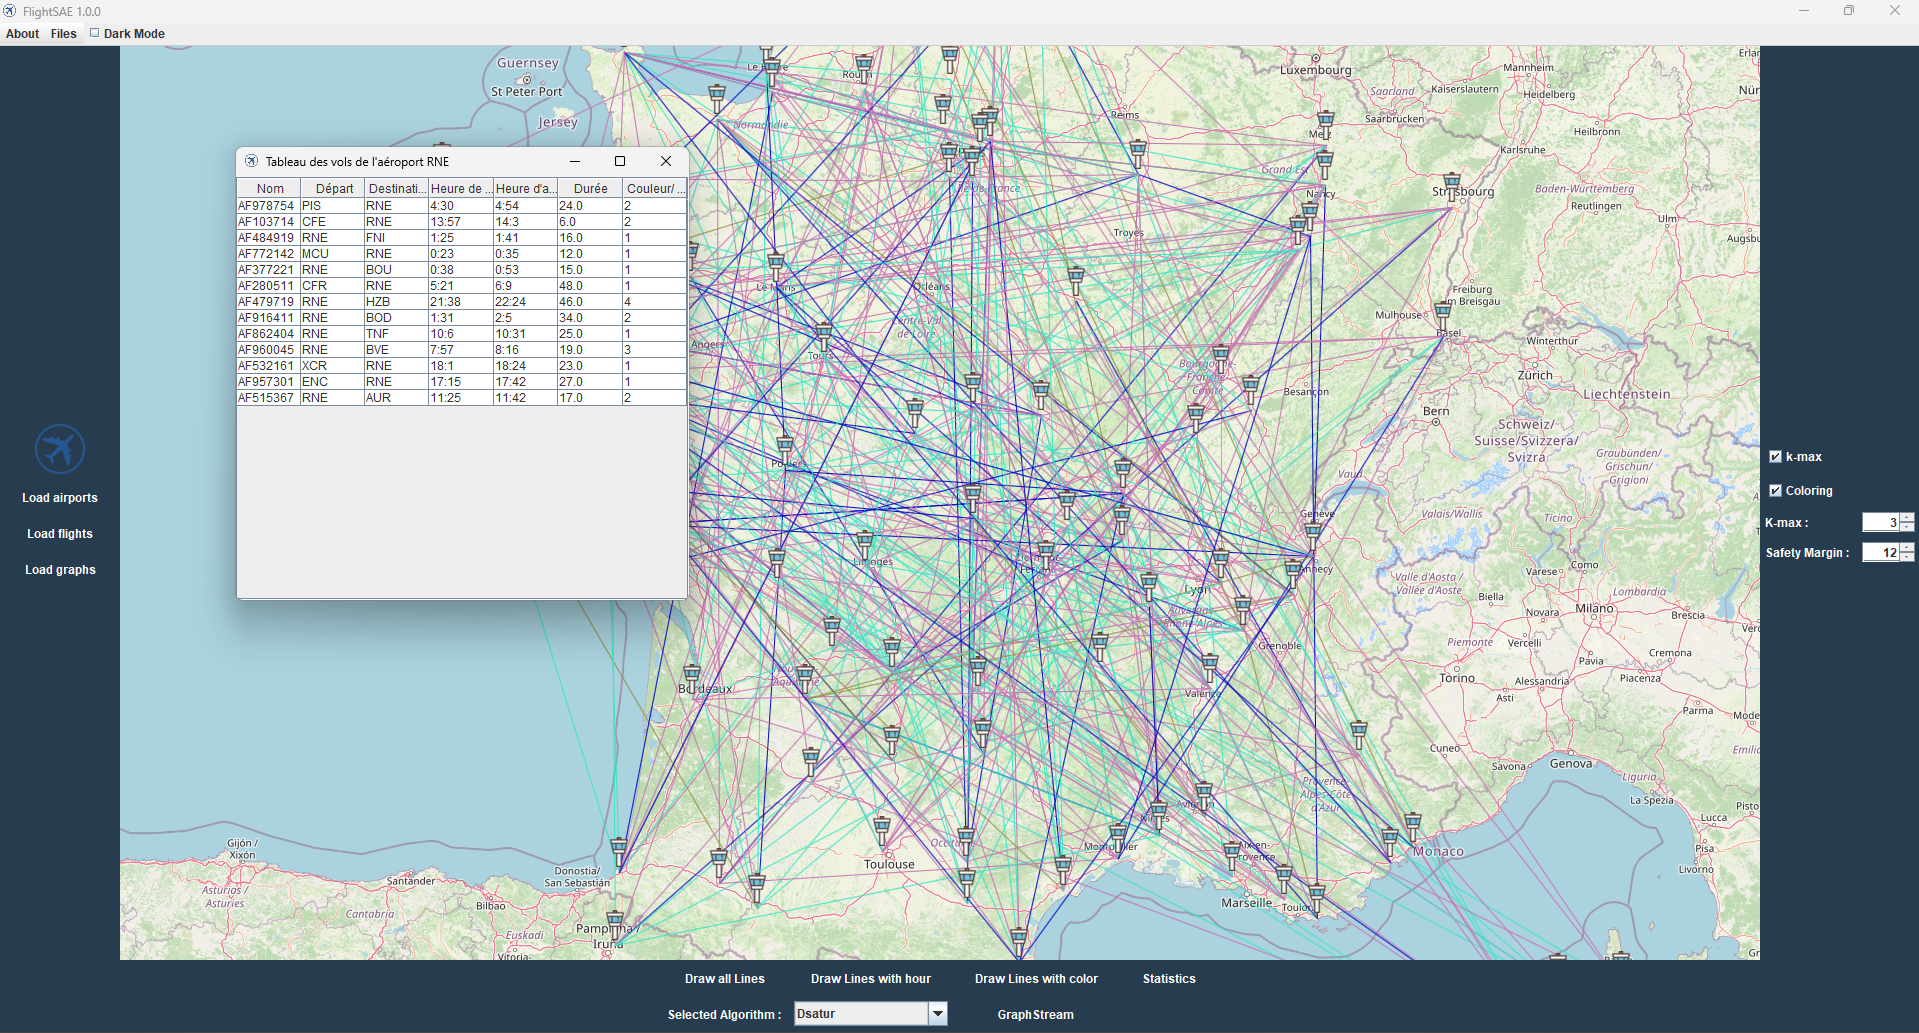 FlightSAE 1.0.0
About Files Dark Mode
Tableau des vols de l'aéroport RNE
Nom Départ Destinati... Heure de ... Heure d'a... Durée Couleur/ ...
AF978754 PIS RNE 4:30 4:54 24.0 2
AF103714 CFE RNE 13:57 14:3 6.0 2
AF484919 RNE FNI 1:25 1:41 16.0 1
AF772142 MCU RNE 0:23 0:35 12.0 1
AF377221 RNE BOU 0:38 0:53 15.0 1
AF280511 CFR RNE 5:21 6:9 48.0 1
AF479719 RNE HZB 21:38 22:24 46.0 4
AF916411 RNE BOD 1:31 2:5 34.0 2
AF862404 RNE TNF 10:6 10:31 25.0 1
AF960045 RNE BVE 7:57 8:16 19.0 3
AF532161 XCR RNE 18:1 18:24 23.0 1
AF957301 ENC RNE 17:15 17:42 27.0 1
AF515367 RNE AUR 11:25 11:42 17.0 2
Load airports
Load flights
Load graphs
k-max
Coloring
K-max : 3
Safety Margin : 12
Guernsey
St Peter Port
Jersey
Normandie
Reims
Luxembourg
Mannheim
Saarland
Kaiserslautern
Heidelberg
Saarbrücken
Heilbronn
Karlsruhe
Grand Est
Nancy
Strasbourg
Baden-Württemberg
Reutlingen
Ulm
Augsbu
Troyes
Orléans
Le Mans
Centre-Val
de Loire
Angers
Tours
Freiburg
im Breisgau
Mulhouse
Basel
Winterthur
Zürich
Liechtenstein
Bourgogne-
Franche-
Comté
Besançon
Bern
Schweiz/
Suisse/Svizzera/
Svizra
Graubünden/
Grischun/
Grigioni
Vaud
Poitiers
Genève
Valais/Wallis
Ticino
Limoges
Annecy
Lyon
Auvergne-
Rhône-Alpes
Valle d'Aosta /
Vallée d'Aoste
Varese
Como
Biella
Lombardia
Novara
Milano
Brescia
Grenoble
Piemonte
Vercelli
Pavia
Cremona
Torino
Alessandria
Piacenza
Asti
Parma
Mode
Bordeaux
Valence
Cuneo
Savona
Genova
Liguria
La Spezia
Pisto
Lucca
Pisa
Livorno
Provence-
Alpes-Côte
d'Azur
Avignon
Nîmes
Montpellier
Aix-en-
Provence
Monaco
Toulouse
Marseille
Toulon
Gijón /
Xixón
Asturias /
Asturies
Santander
Cantabria
Bilbao
Donostia/
San Sebastián
Euskadi
Vitoria-
Pamplona /
Iruña
Draw all Lines Draw Lines with hour Draw Lines with color Statistics
Selected Algorithm : Dsatur GraphStream